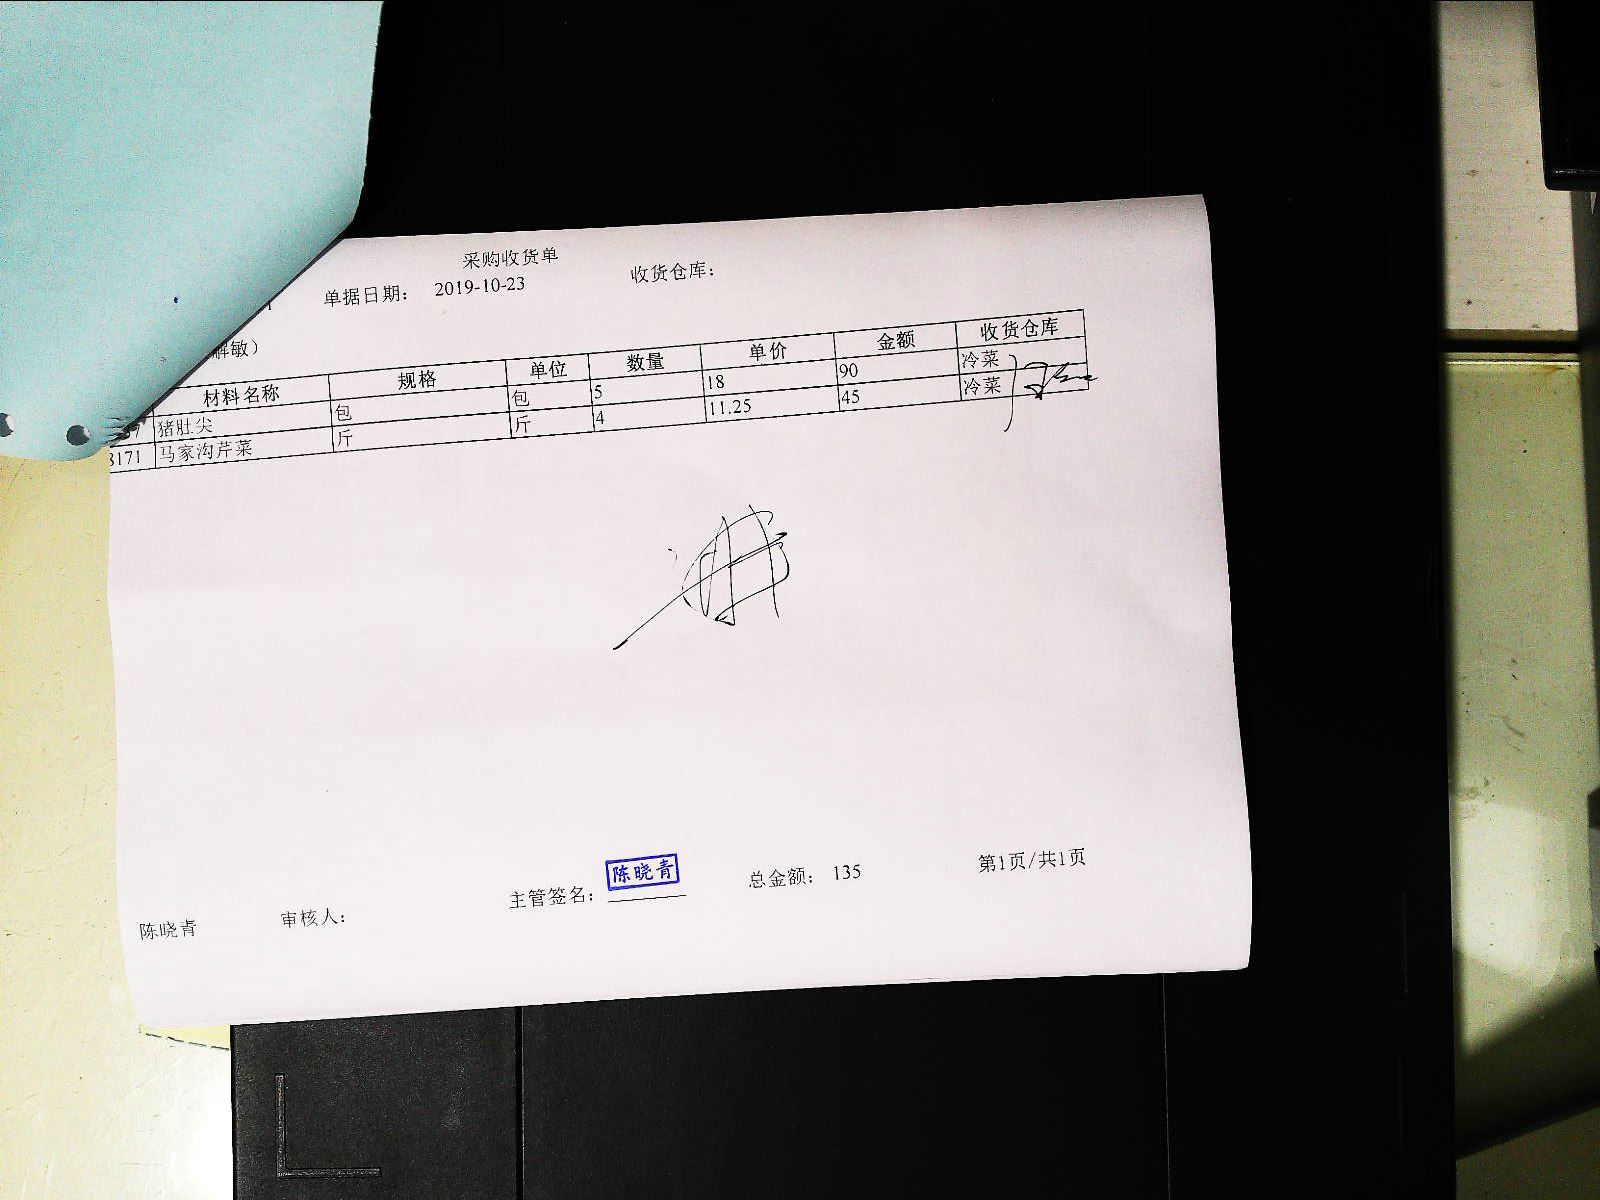 采购收货单
单据日期： 2019-10-23 收货仓库：
解敏）
材料名称 规格 单位 数量 单价 金额 收货仓库
猪肚尖 包 包 5 18 90 冷菜
3171 马家沟芹菜 斤 斤 4 11.25 45 冷菜
陈晓青 审核人： 主管签名： 陈晓青 总金额： 135 第1页/共1页